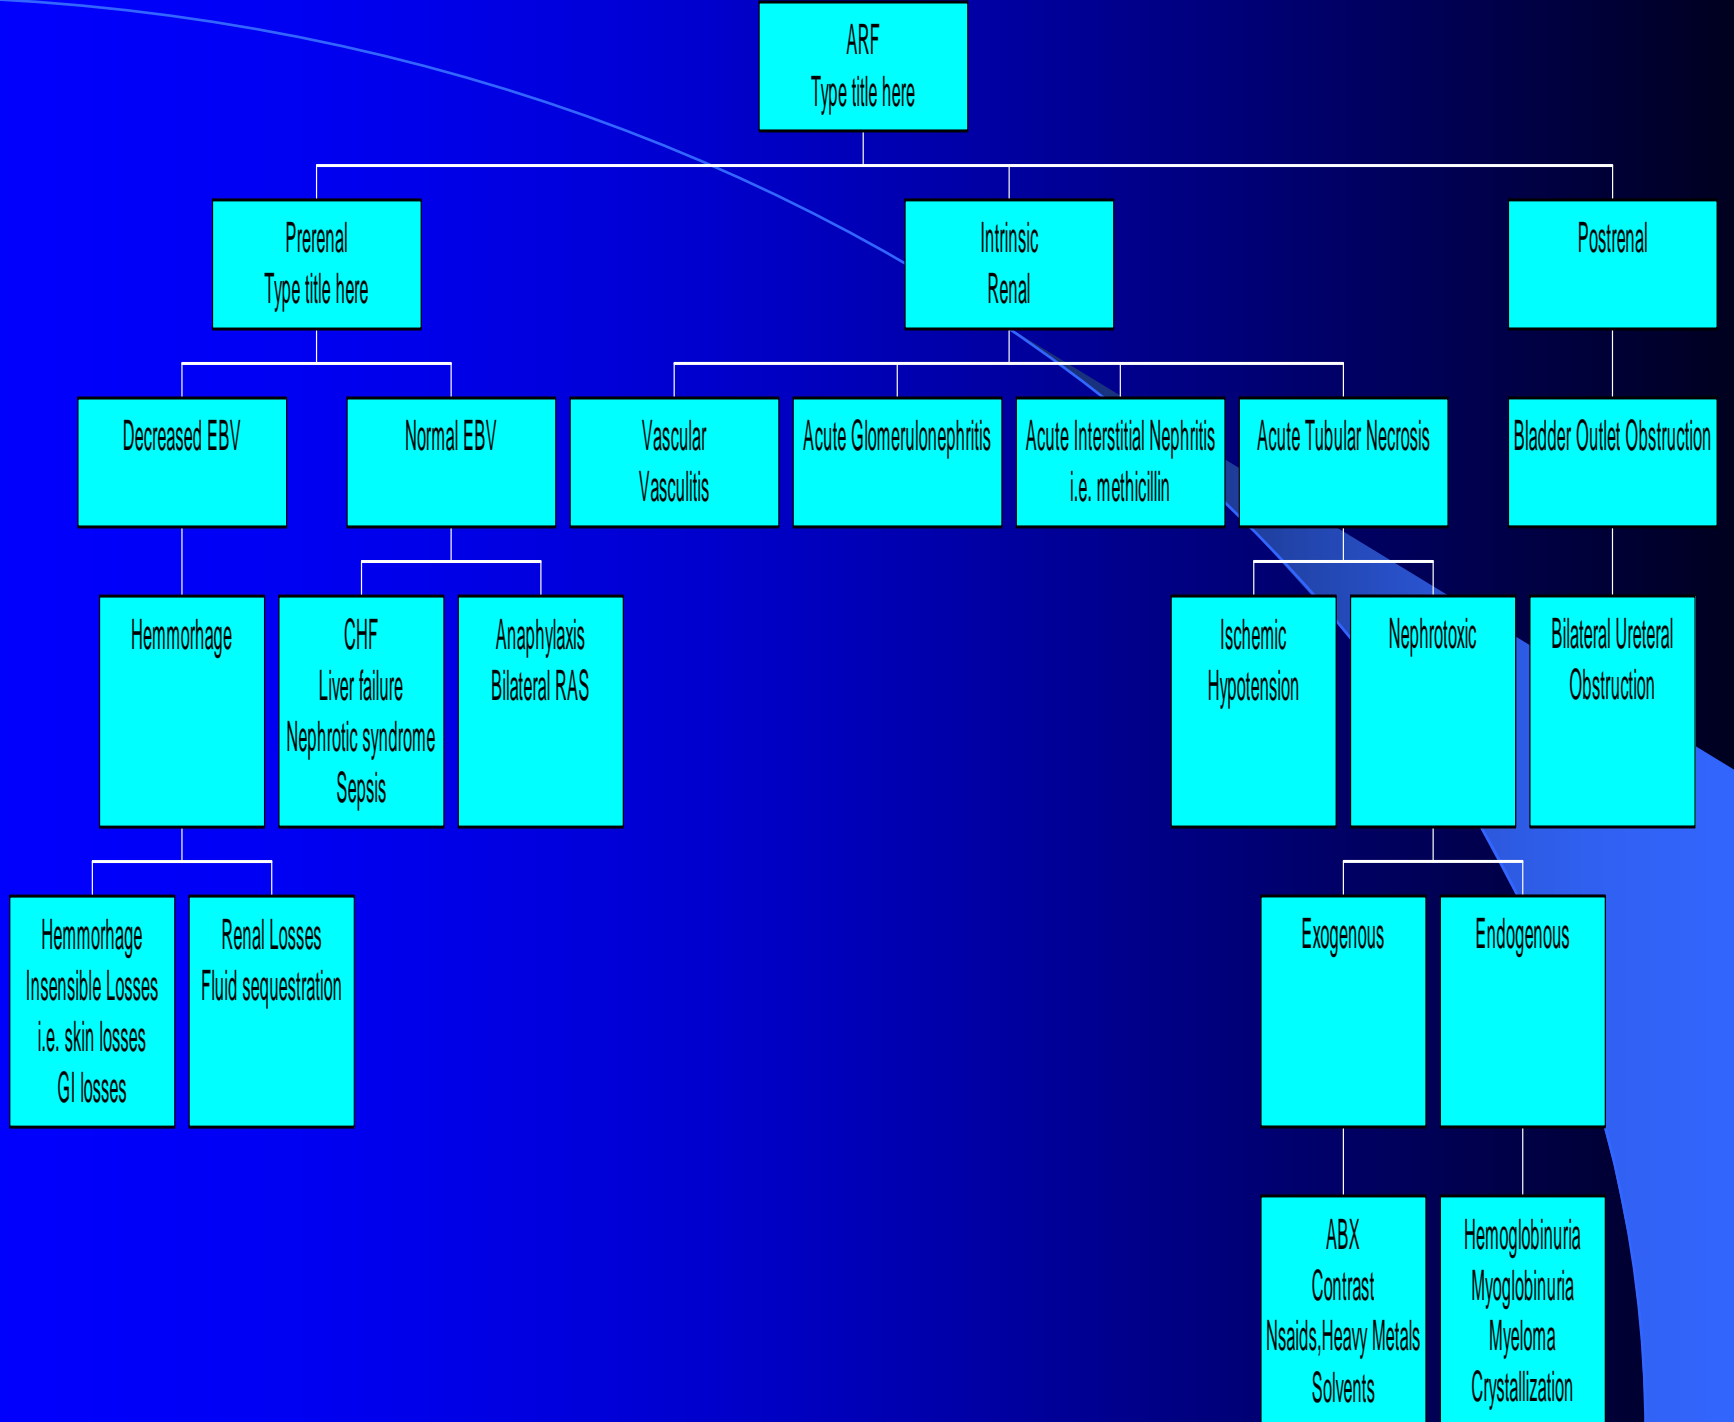 ARF
Type title here
Prerenal
Type title here
Intrinsic
Renal
Postrenal
Decreased EBV
Normal EBV
Vascular
Vasculitis
Acute Glomerulonephritis
Acute Interstitial Nephritis
i.e. methicillin
Acute Tubular Necrosis
Bladder Outlet Obstruction
Hemmorhage
CHF
Liver failure
Nephrotic syndrome
Sepsis
Anaphylaxis
Bilateral RAS
Ischemic
Hypotension
Nephrotoxic
Bilateral Ureteral
Obstruction
Hemmorhage
Insensible Losses
i.e. skin losses
GI losses
Renal Losses
Fluid sequestration
Exogenous
Endogenous
ABX
Contrast
Nsaids,Heavy Metals
Solvents
Hemoglobinuria
Myoglobinuria
Myeloma
Crystallization